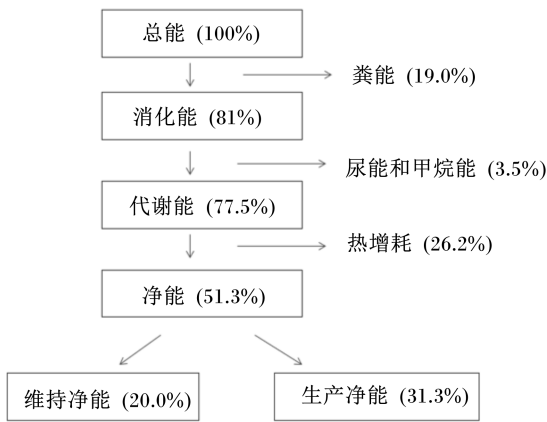 总能 (100%)
粪能 (19.0%)
消化能 (81%)
尿能和甲烷能 (3.5%)
代谢能 (77.5%)
热增耗 (26.2%)
净能 (51.3%)
维持净能 (20.0%)
生产净能 (31.3%)